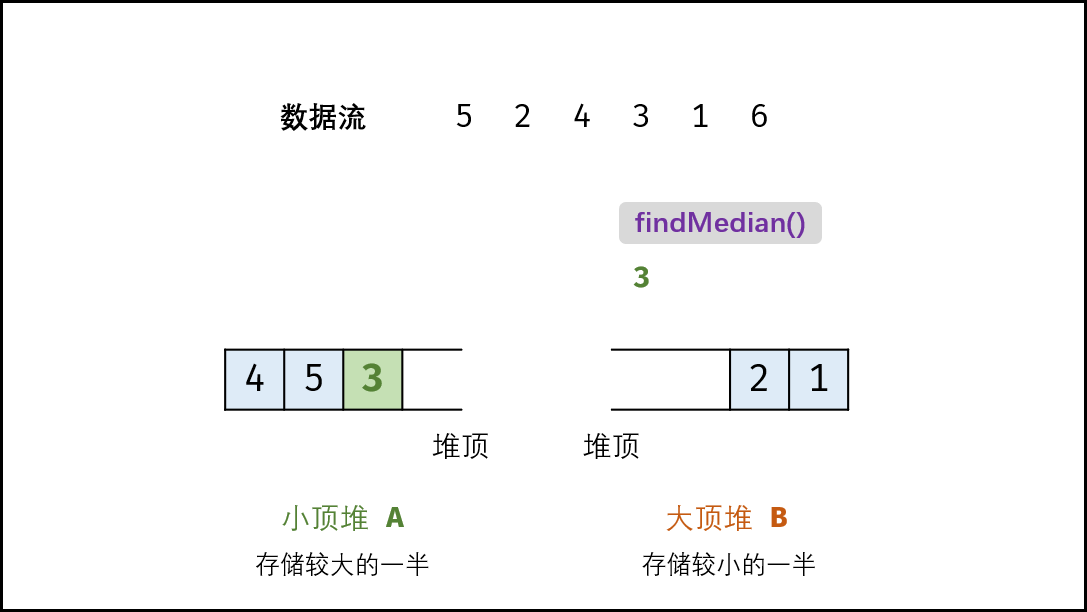 数据流 5 2 4 3 1 6
findMedian()
3
4 5 3 2 1
堆顶 堆顶
小顶堆 A 大顶堆 B
存储较大的一半 存储较小的一半